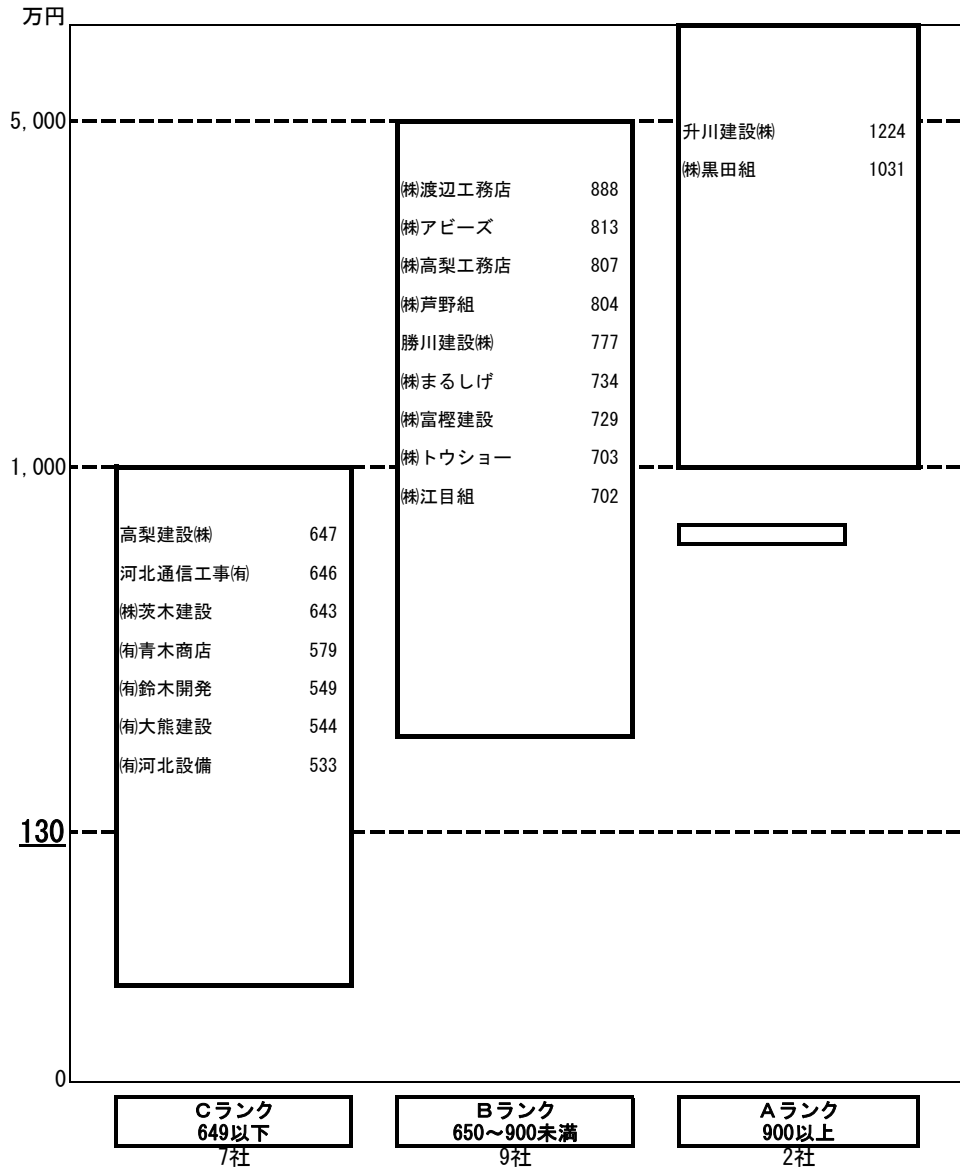 万円
5,000
升川建設㈱ 1224
㈱黒田組 1031
㈱渡辺工務店 888
㈱アビーズ 813
㈱高梨工務店 807
㈱芦野組 804
勝川建設㈱ 777
㈱まるしげ 734
㈱富樫建設 729
㈱トウショー 703
㈱江目組 702
1,000
高梨建設㈱ 647
河北通信工事㈲ 646
㈱茨木建設 643
㈲青木商店 579
㈲鈴木開発 549
㈲大熊建設 544
㈲河北設備 533
130
0
Cランク
649以下
7社
Bランク
650～900未満
9社
Aランク
900以上
2社